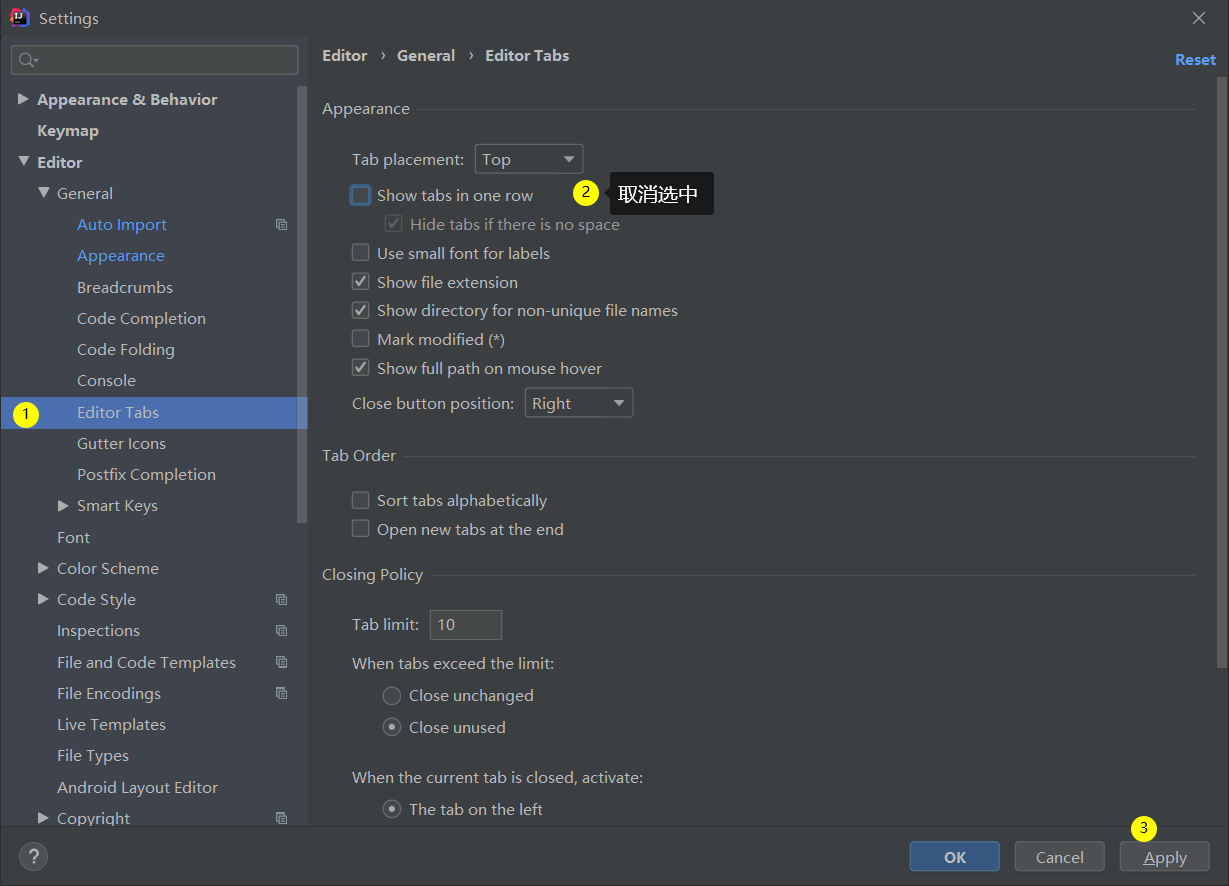 Settings
Editor › General › Editor Tabs
Reset
Appearance & Behavior
Keymap
Editor
General
Auto Import
Appearance
Breadcrumbs
Code Completion
Code Folding
Console
1
Editor Tabs
Gutter Icons
Postfix Completion
Smart Keys
Font
Color Scheme
Code Style
Inspections
File and Code Templates
File Encodings
Live Templates
File Types
Android Layout Editor
Copyright
Appearance
Tab placement: Top
Show tabs in one row
2 取消选中
Hide tabs if there is no space
Use small font for labels
Show file extension
Show directory for non-unique file names
Mark modified (*)
Show full path on mouse hover
Close button position: Right
Tab Order
Sort tabs alphabetically
Open new tabs at the end
Closing Policy
Tab limit: 10
When tabs exceed the limit:
Close unchanged
Close unused
When the current tab is closed, activate:
The tab on the left
3
?
OK Cancel Apply